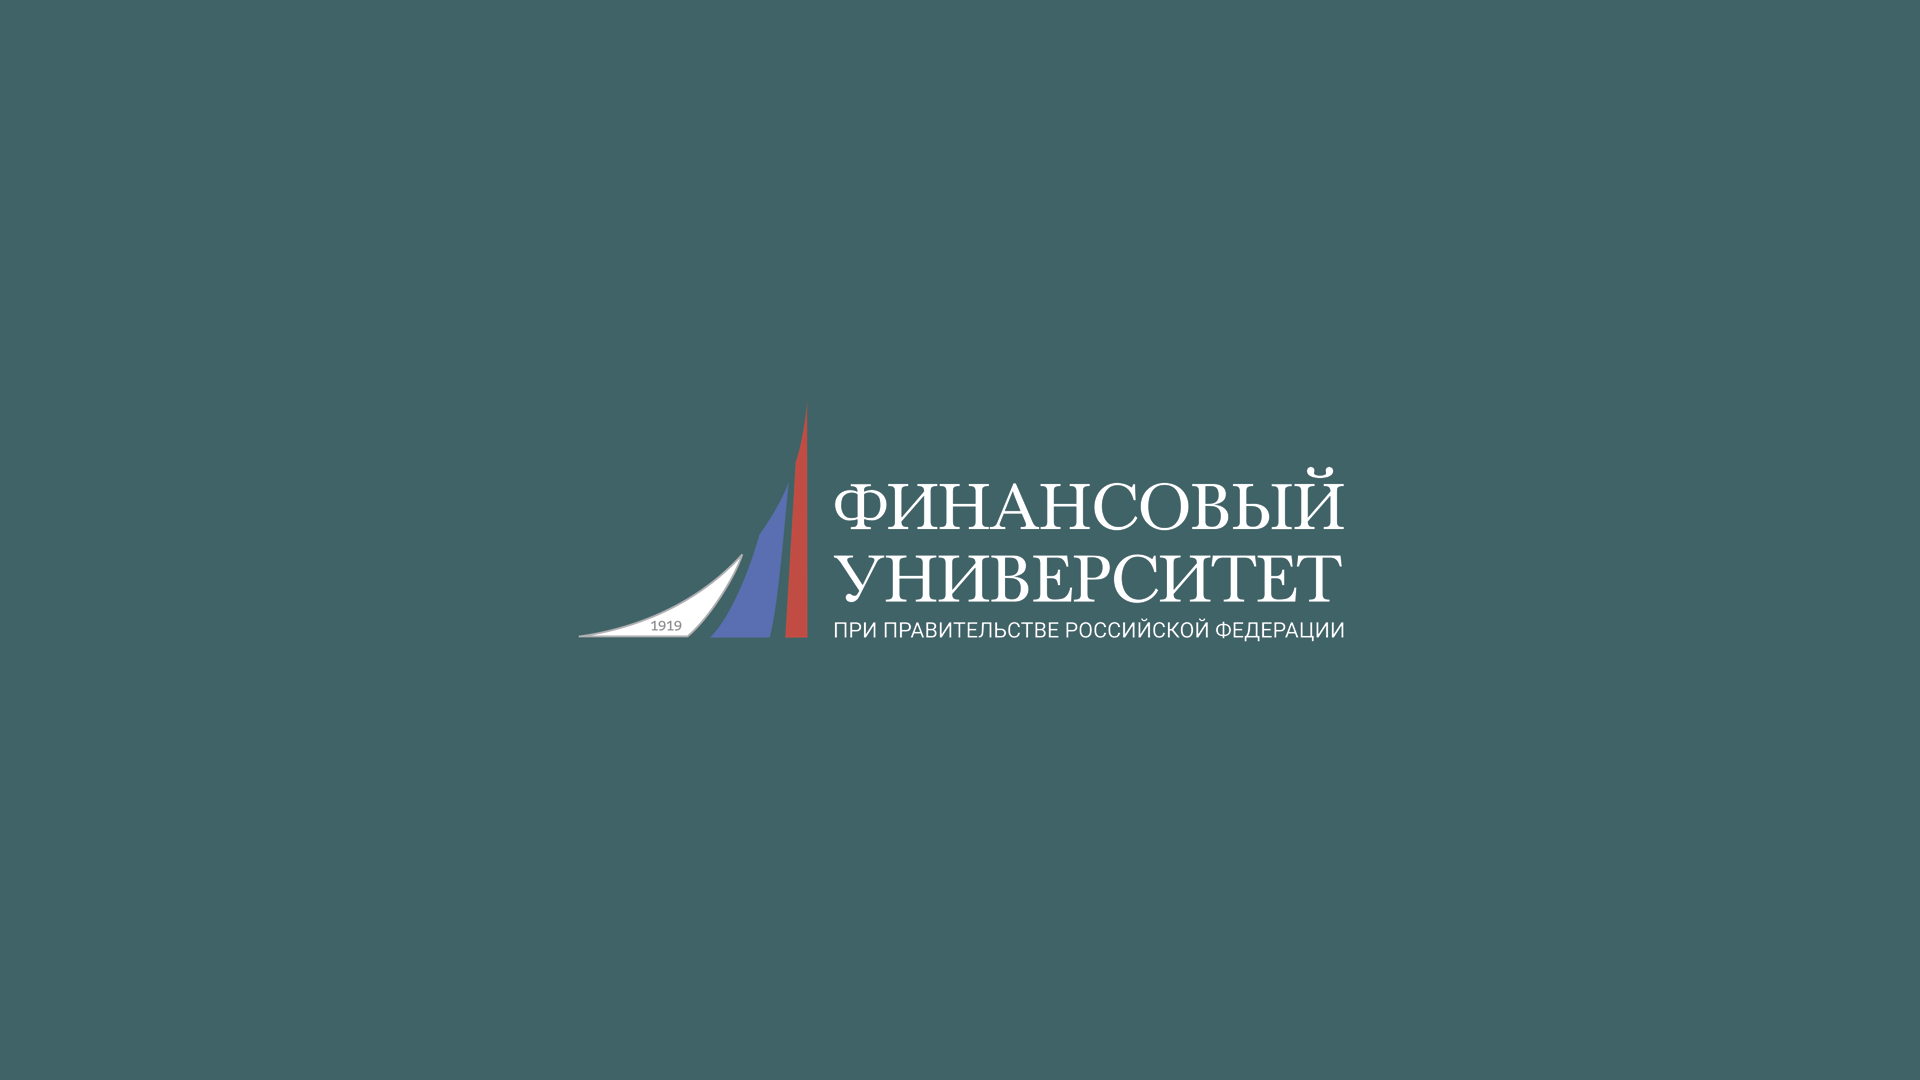 ФИНАНСОВЫЙ
УНИВЕРСИТЕТ
1919
ПРИ ПРАВИТЕЛЬСТВЕ РОССИЙСКОЙ ФЕДЕРАЦИИ